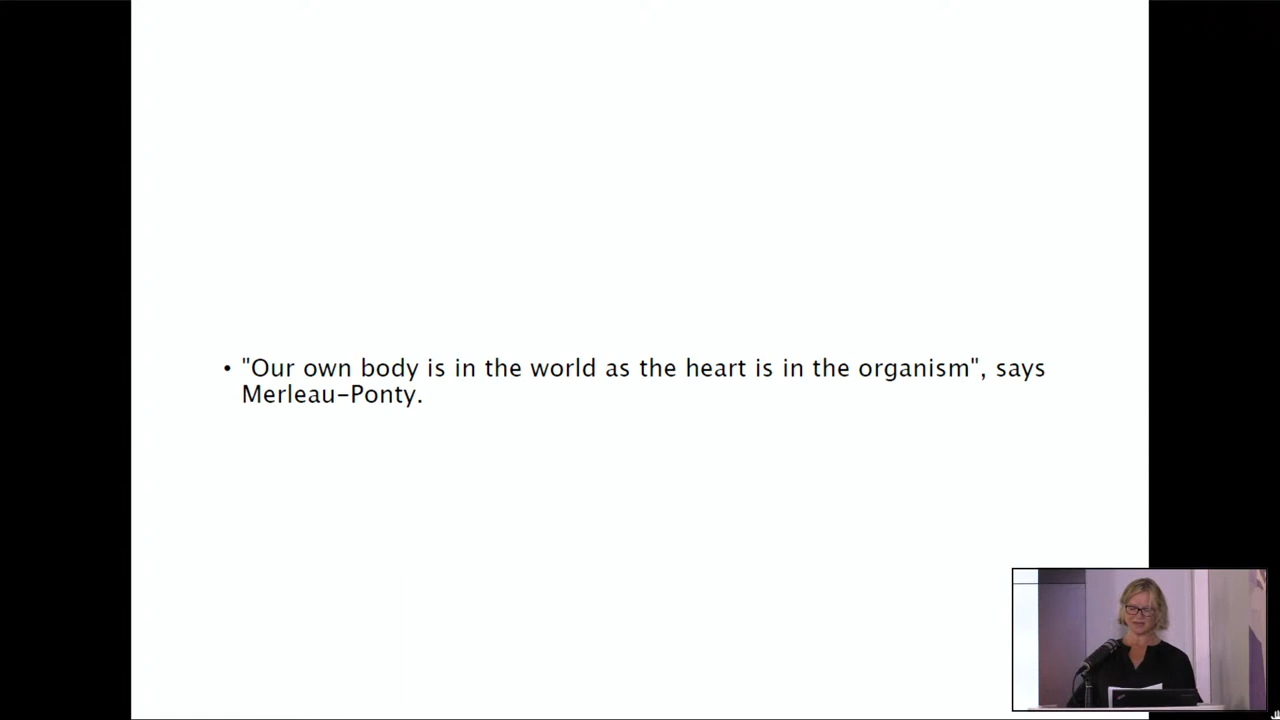 • "Our own body is in the world as the heart is in the organism", says
Merleau-Ponty.